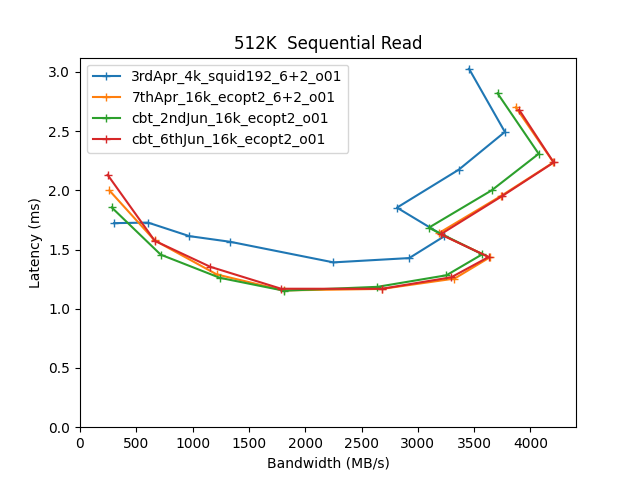 512K  Sequential Read
3rdApr_4k_squid192_6+2_o01
7thApr_16k_ecopt2_6+2_o01
cbt_2ndJun_16k_ecopt2_o01
cbt_6thJun_16k_ecopt2_o01
Latency (ms)
3.0
2.5
2.0
1.5
1.0
0.5
0.0
0 500 1000 1500 2000 2500 3000 3500 4000
Bandwidth (MB/s)